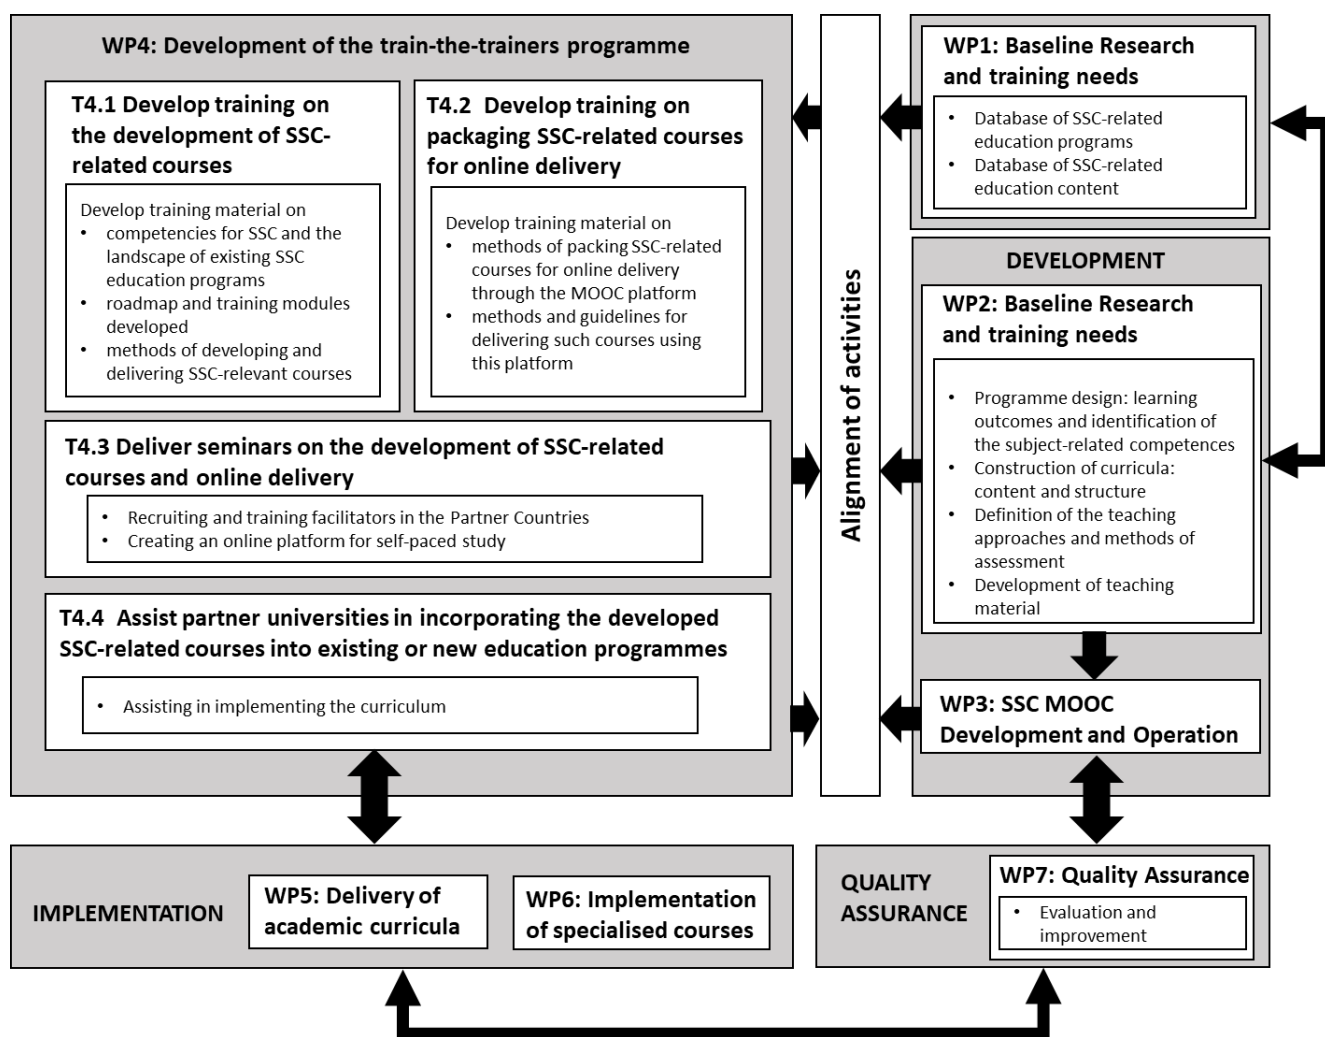 WP4: Development of the train-the-trainers programme
T4.1 Develop training on
the development of SSC-
related courses
Develop training material on
• competencies for SSC and the
landscape of existing SSC
education programs
• roadmap and training modules
developed
• methods of developing and
delivering SSC-relevant courses
T4.2 Develop training on
packaging SSC-related courses
for online delivery
Develop training material on
• methods of packing SSC-related
courses for online delivery
through the MOOC platform
• methods and guidelines for
delivering such courses using
this platform
T4.3 Deliver seminars on the development of SSC-related
courses and online delivery
• Recruiting and training facilitators in the Partner Countries
• Creating an online platform for self-paced study
T4.4 Assist partner universities in incorporating the developed
SSC-related courses into existing or new education programmes
• Assisting in implementing the curriculum
Alignment of activities
WP1: Baseline Research
and training needs
• Database of SSC-related
education programs
• Database of SSC-related
education content
DEVELOPMENT
WP2: Baseline Research
and training needs
• Programme design: learning
outcomes and identification of
the subject-related competences
• Construction of curricula:
content and structure
• Definition of the teaching
approaches and methods of
assessment
• Development of teaching
material
WP3: SSC MOOC
Development and Operation
IMPLEMENTATION
WP5: Delivery of
academic curricula
WP6: Implementation
of specialised courses
QUALITY
ASSURANCE
WP7: Quality Assurance
• Evaluation and
improvement